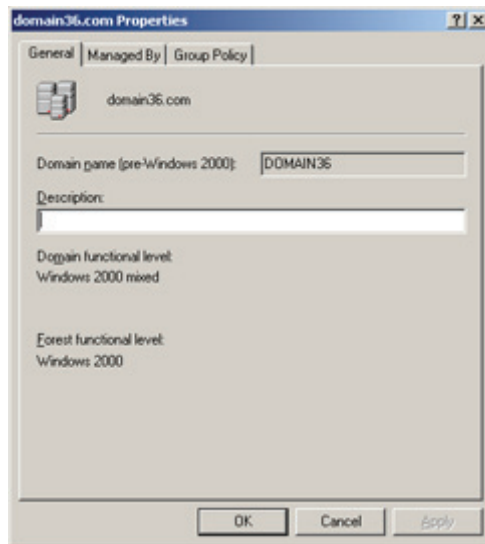 domain36.com Properties
General Managed By Group Policy
domain36.com
Domain name (pre-Windows 2000): DOMAIN36
Description:
Domain functional level:
Windows 2000 mixed
Forest functional level:
Windows 2000
OK Cancel Apply